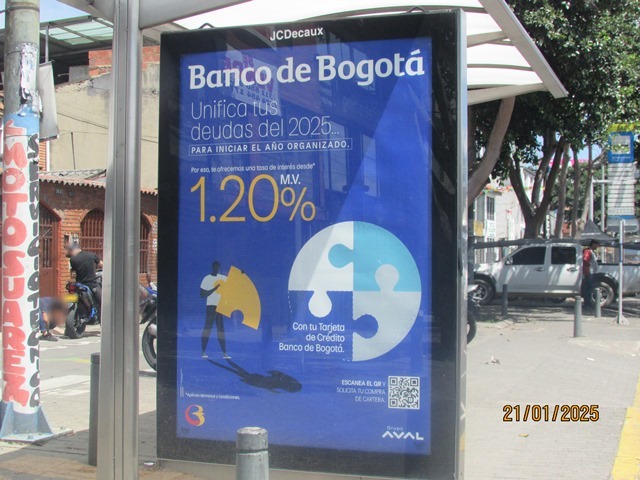 JCDecaux
Banco de Bogotá
Unifica tus
deudas del 2025...
PARA INICIAR EL AÑO ORGANIZADO.
Por eso, te ofrecemos una tasa de interés desde*
1.20%
M.V.
Con tu Tarjeta
de Crédito
Banco de Bogotá.
ESCANEA EL QR Y
SOLICITA TU COMPRA
DE CARTERA.
*Aplican términos y condiciones.
Grupo
AVAL
MOTOSUAREZ
21/01/2025